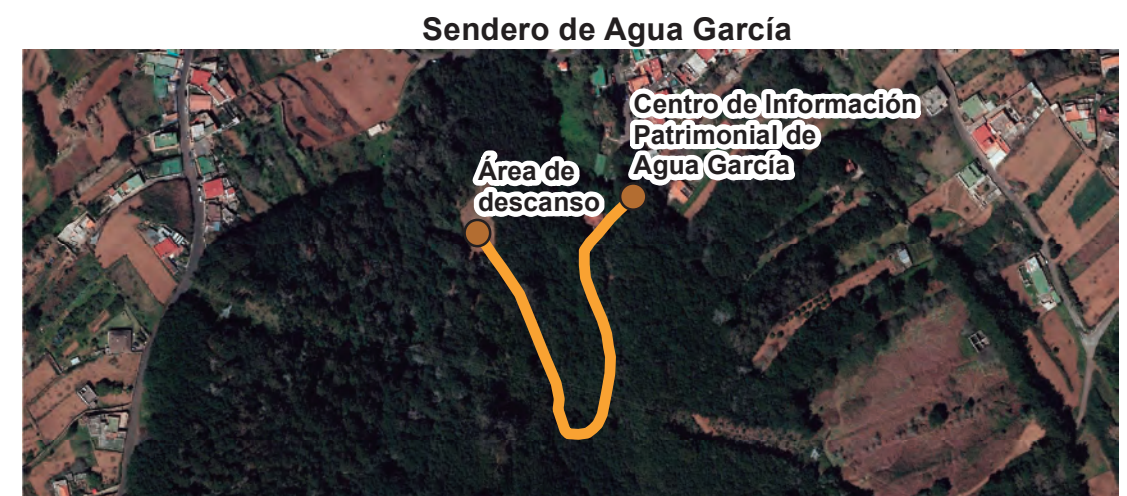 Sendero de Agua García
Centro de Información
Patrimonial de
Agua García
Área de
descanso